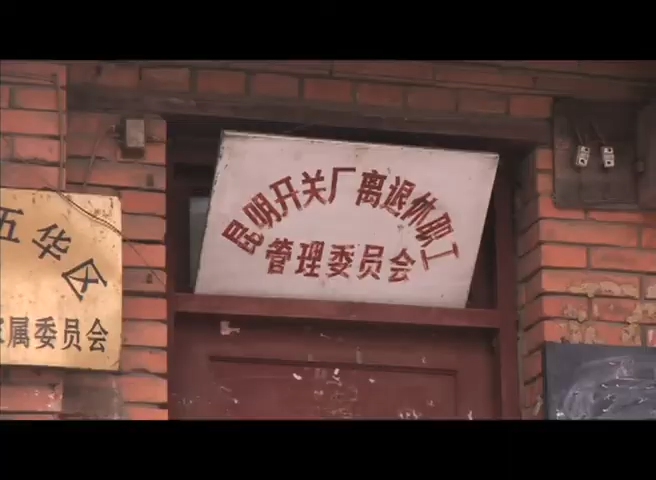 五华
属委员会
昆明开关厂离退休职工
管理委员会